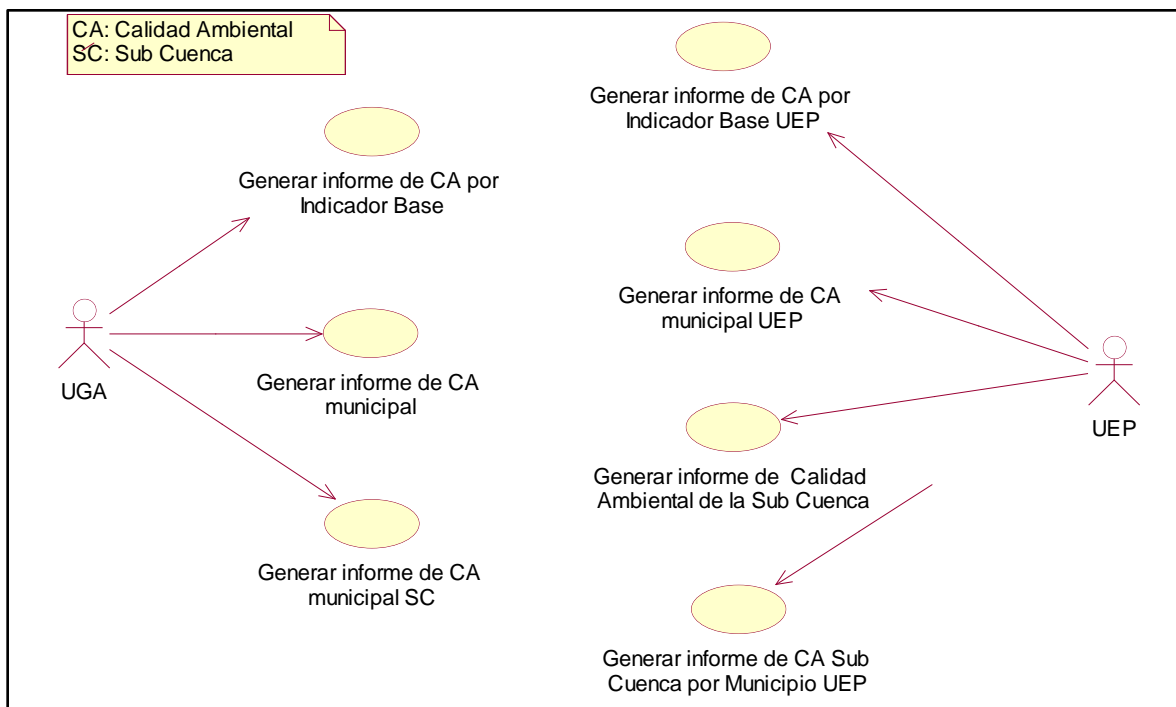 CA: Calidad Ambiental
SC: Sub Cuenca
Generar informe de CA por
Indicador Base
UGA
Generar informe de CA
municipal
Generar informe de CA
municipal SC
Generar informe de CA por
Indicador Base UEP
Generar informe de CA
municipal UEP
UEP
Generar informe de Calidad
Ambiental de la Sub Cuenca
Generar informe de CA Sub
Cuenca por Municipio UEP